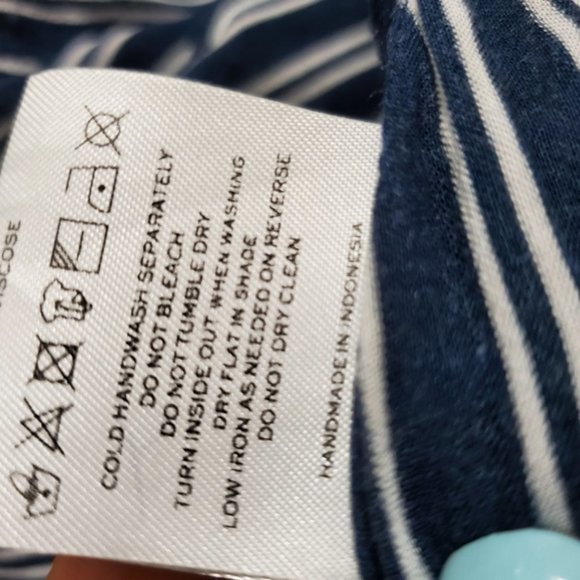 VISCOSE
COLD HANDWASH SEPARATELY
DO NOT BLEACH
DO NOT TUMBLE DRY
TURN INSIDE OUT WHEN WASHING
DRY FLAT IN SHADE
LOW IRON AS NEEDED ON REVERSE
DO NOT DRY CLEAN
HANDMADE IN INDONESIA